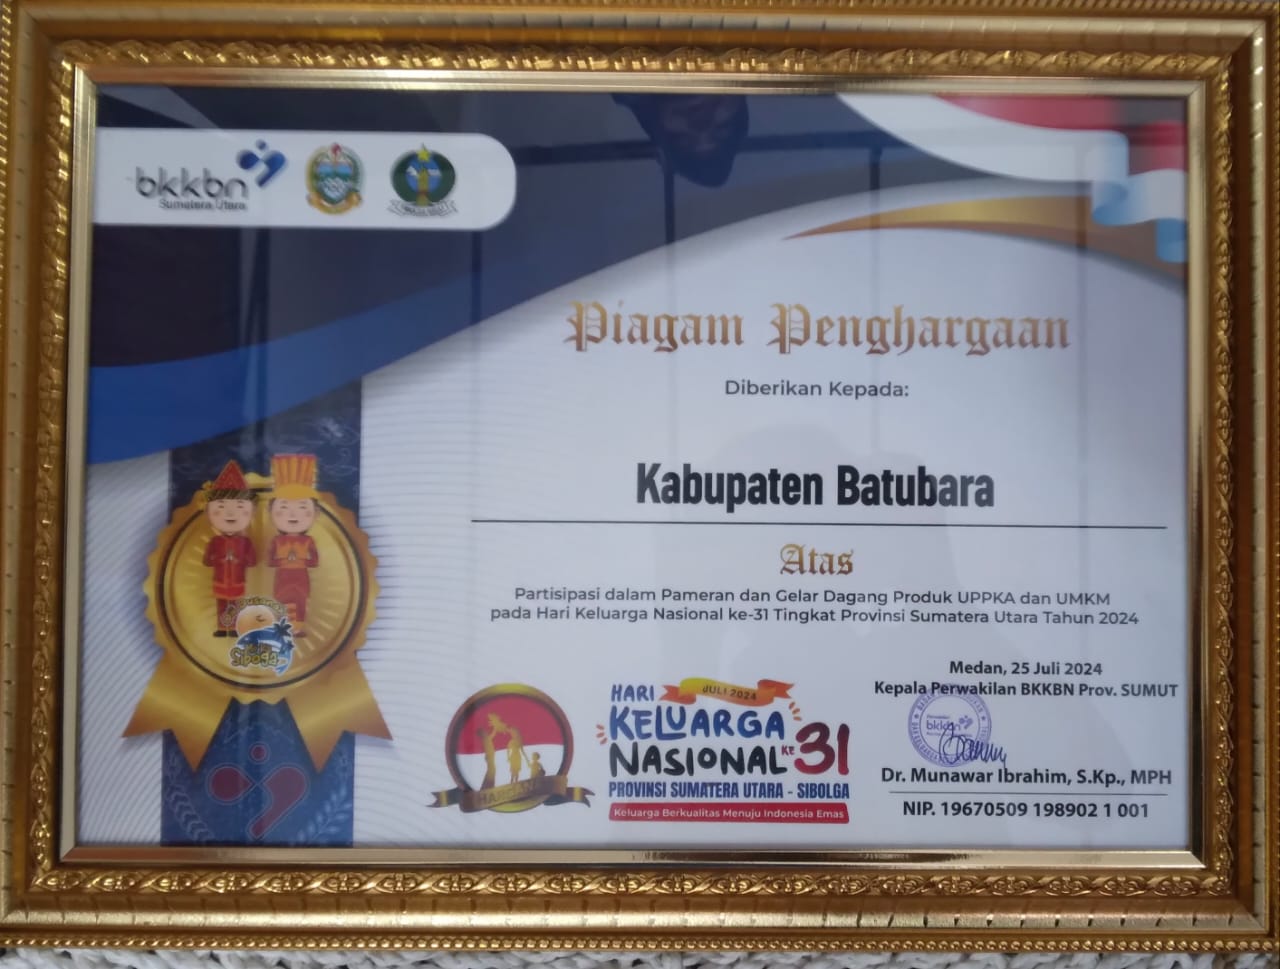 bkkbn
Sumatera Utara
Piagam Penghargaan
Diberikan Kepada:
Kabupaten Batubara
Atas
Partisipasi dalam Pameran dan Gelar Dagang Produk UPPKA dan UMKM
pada Hari Keluarga Nasional ke-31 Tingkat Provinsi Sumatera Utara Tahun 2024
Medan, 25 Juli 2024
Kepala Perwakilan BKKBN Prov. SUMUT
bkkbn
Dr. Munawar Ibrahim, S.Kp., MPH
NIP. 19670509 198902 1 001
HARGANAS
JULI 2024
HARI
KELUARGA
NASIONAL KE 31
PROVINSI SUMATERA UTARA - SIBOLGA
Keluarga Berkualitas Menuju Indonesia Emas